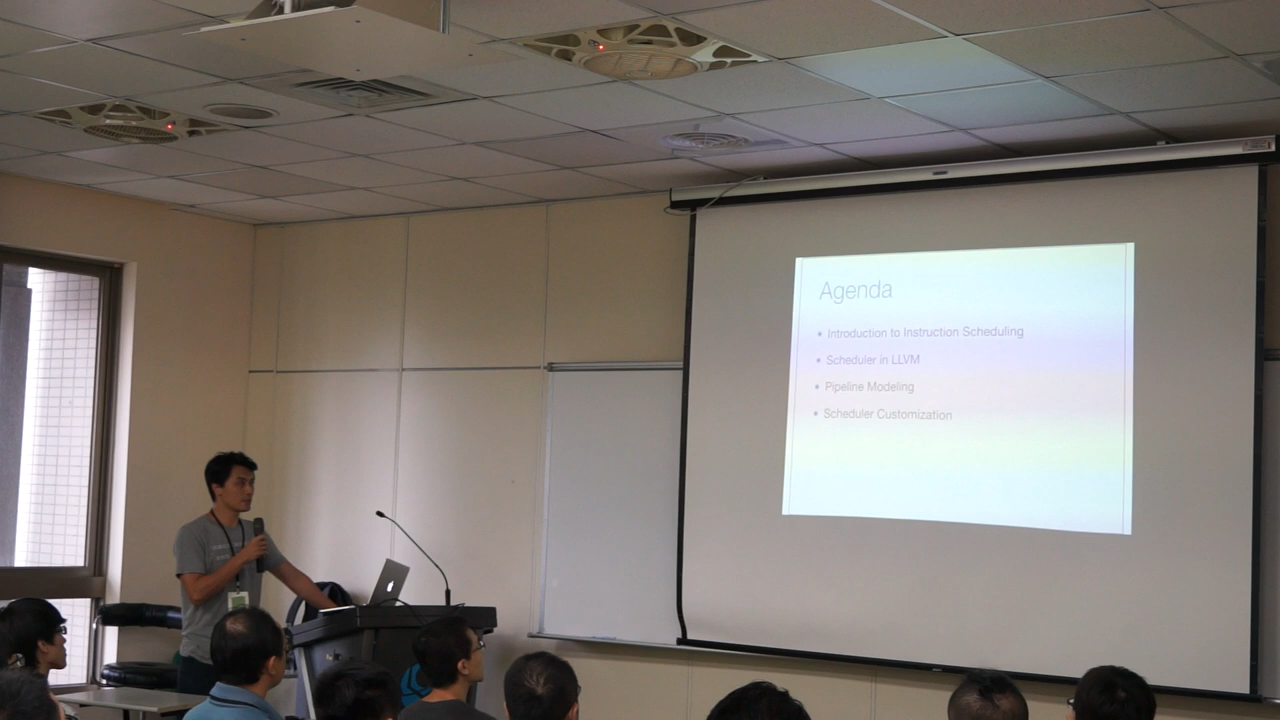 Agenda
• Introduction to Instruction Scheduling
• Scheduler in LLVM
• Pipeline Modeling
• Scheduler Customization